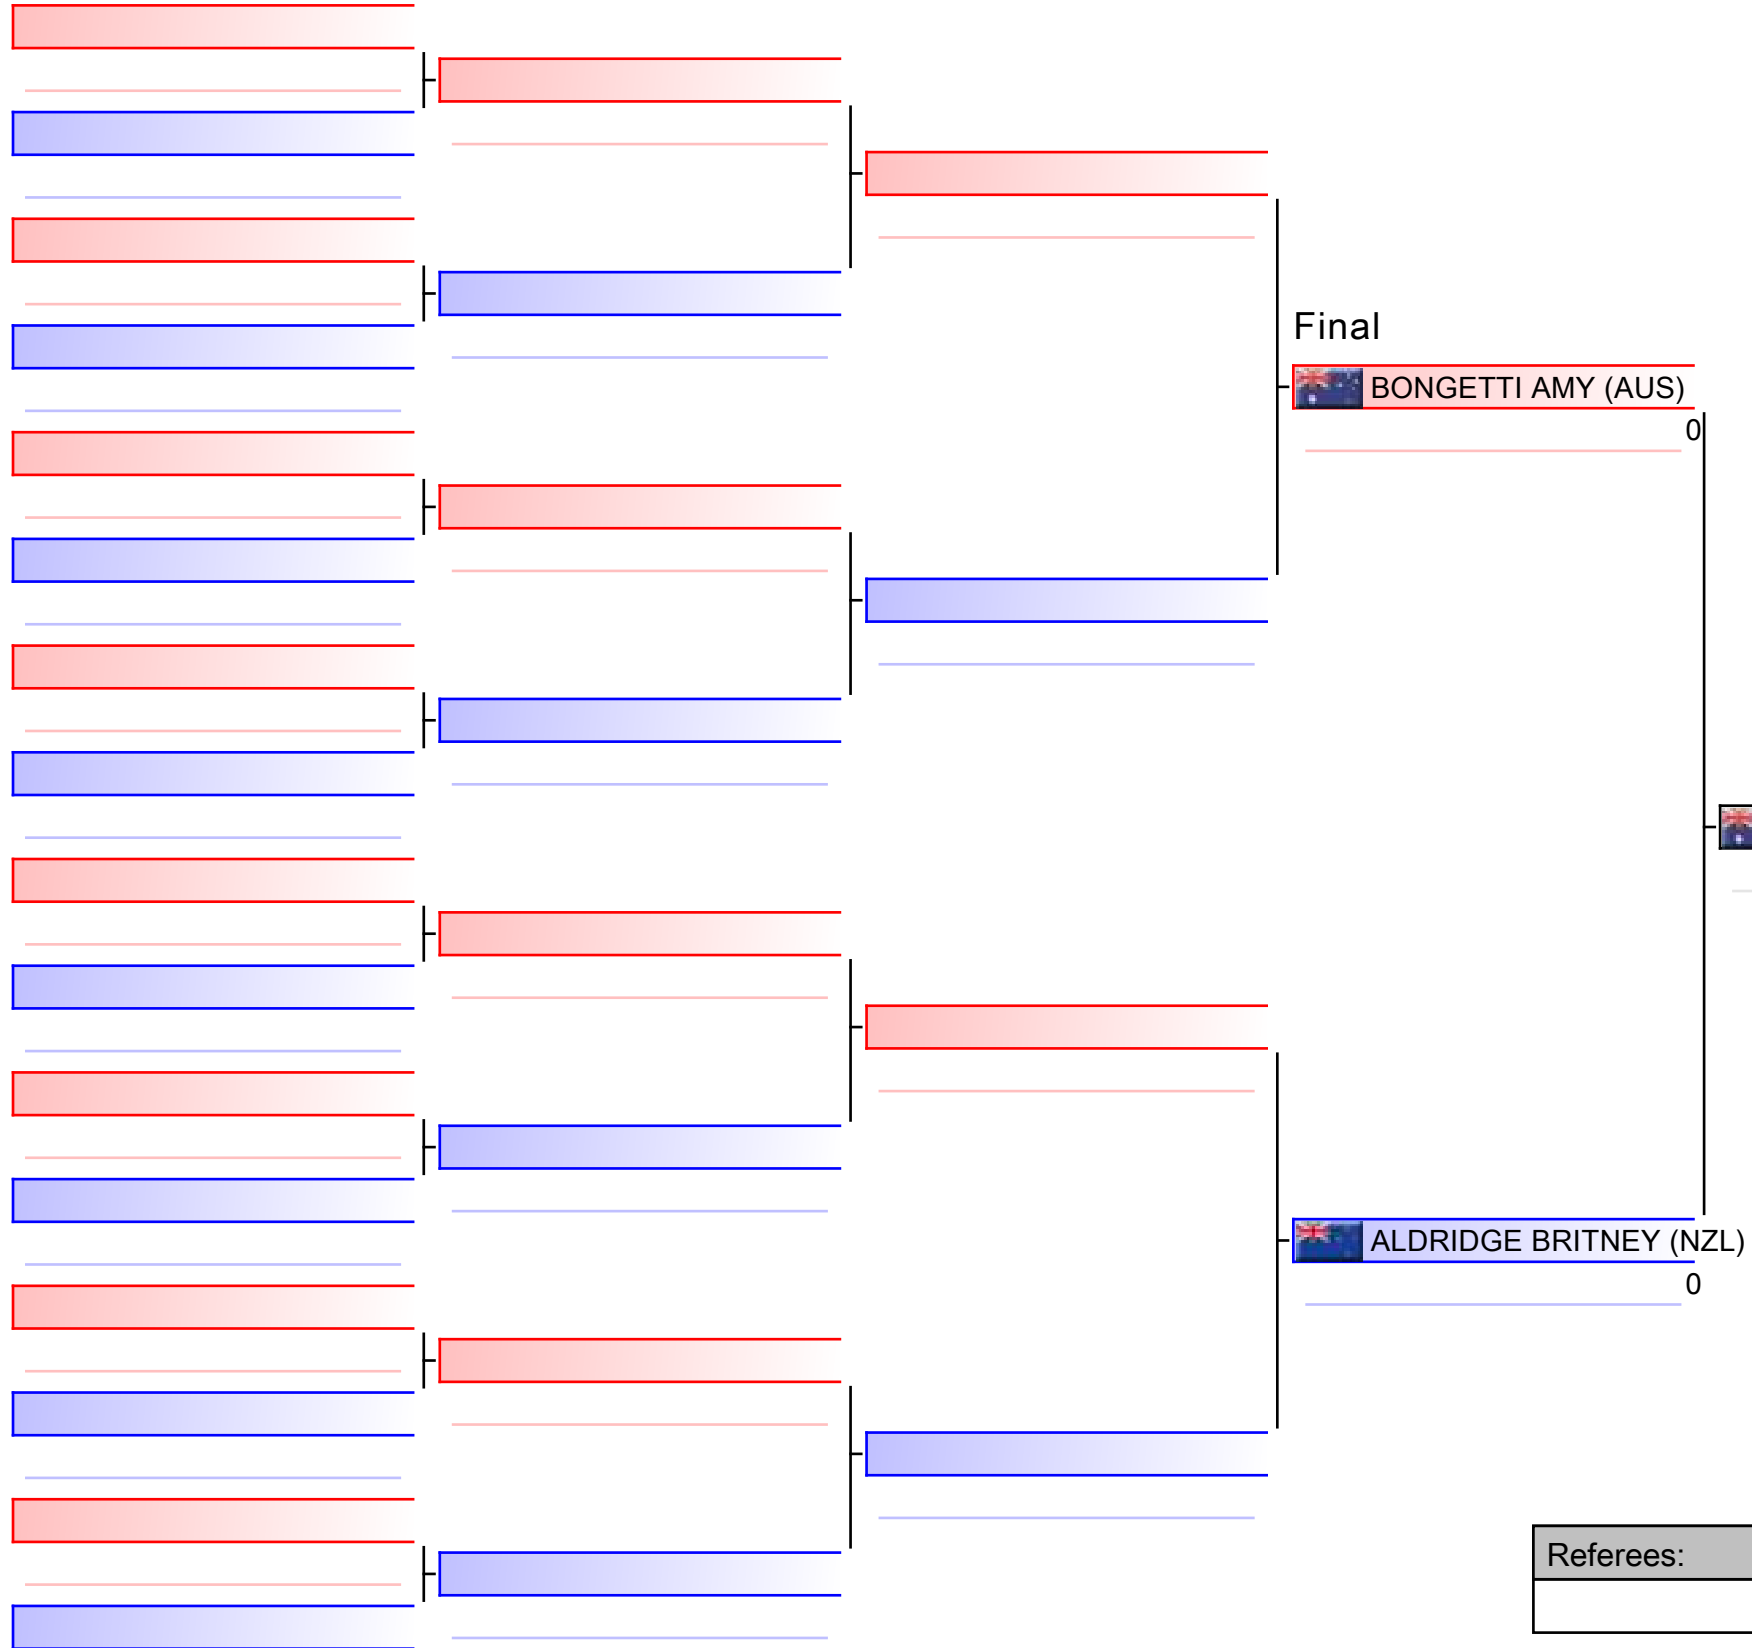 Final
BONGETTI AMY (AUS)
0
ALDRIDGE BRITNEY (NZL)
0
Referees: